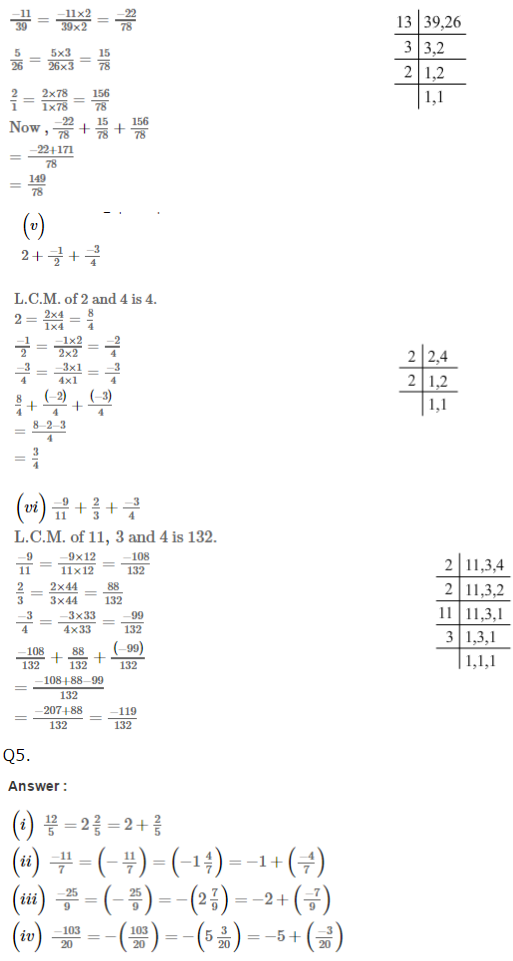 -11/39 = -11×2/39×2 = -22/78
13 | 39,26
3 | 3,2
2 | 1,2
1,1
5/26 = 5×3/26×3 = 15/78
2/1 = 2×78/1×78 = 156/78
Now , -22/78 + 15/78 + 156/78
= -22+171/78
= 149/78
(v)
2 + -1/2 + -3/4
L.C.M. of 2 and 4 is 4.
2 = 2×4/1×4 = 8/4
-1/2 = -1×2/2×2 = -2/4
-3/4 = -3×1/4×1 = -3/4
8/4 + (-2)/4 + (-3)/4
= 8-2-3/4
= 3/4
2 | 2,4
2 | 1,2
1,1
(vi) -9/11 + 2/3 + -3/4
L.C.M. of 11, 3 and 4 is 132.
-9/11 = -9×12/11×12 = -108/132
2/3 = 2×44/3×44 = 88/132
-3/4 = -3×33/4×33 = -99/132
-108/132 + 88/132 + (-99)/132
= -108+88-99/132
= -207+88/132 = -119/132
2 | 11,3,4
2 | 11,3,2
11 | 11,3,1
3 | 1,3,1
1,1,1
Q5.
Answer :
(i) 12/5 = 2 2/5 = 2 + 2/5
(ii) -11/7 = (- 11/7) = (-1 4/7) = -1 + (-4/7)
(iii) -25/9 = (- 25/9) = -(2 7/9) = -2 + (-7/9)
(iv) -103/20 = -(103/20) = -(5 3/20) = -5 + (-3/20)